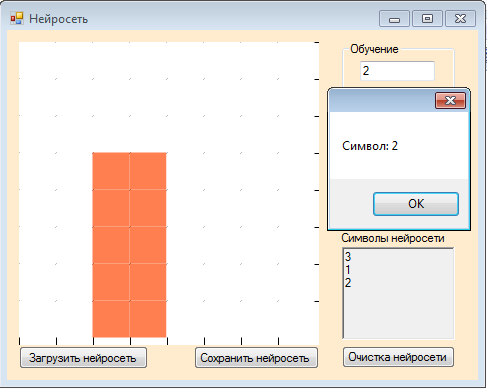 Нейросеть
Обучение
2
Символ: 2
OK
Символы нейросети
3
1
2
Загрузить нейросеть
Сохранить нейросеть
Очистка нейросети